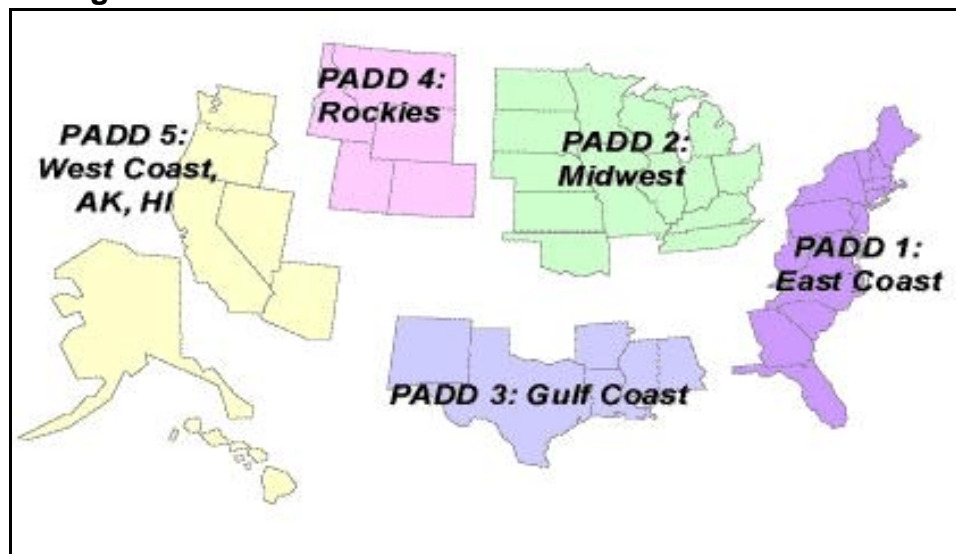 PADD 4:
Rockies
PADD 5:
West Coast,
AK, HI
PADD 2:
Midwest
PADD 1:
East Coast
PADD 3: Gulf Coast